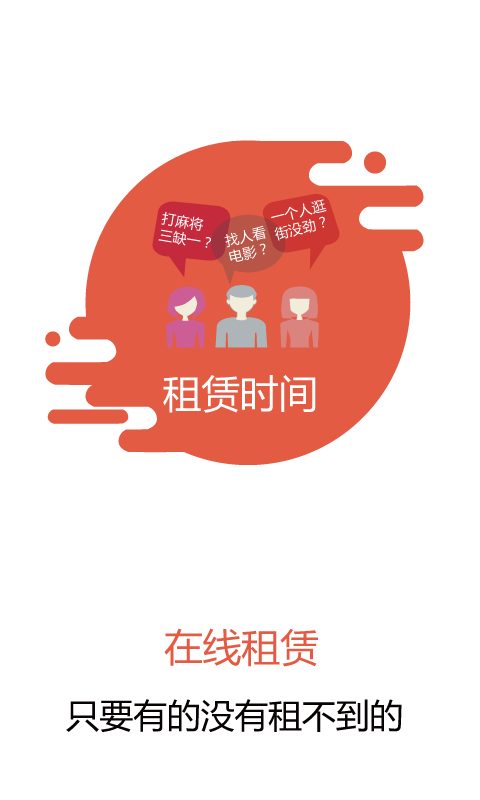 打麻将
三缺一？
找人看
电影？
一个人逛
街没劲？
租赁时间
在线租赁
只要有的没有租不到的